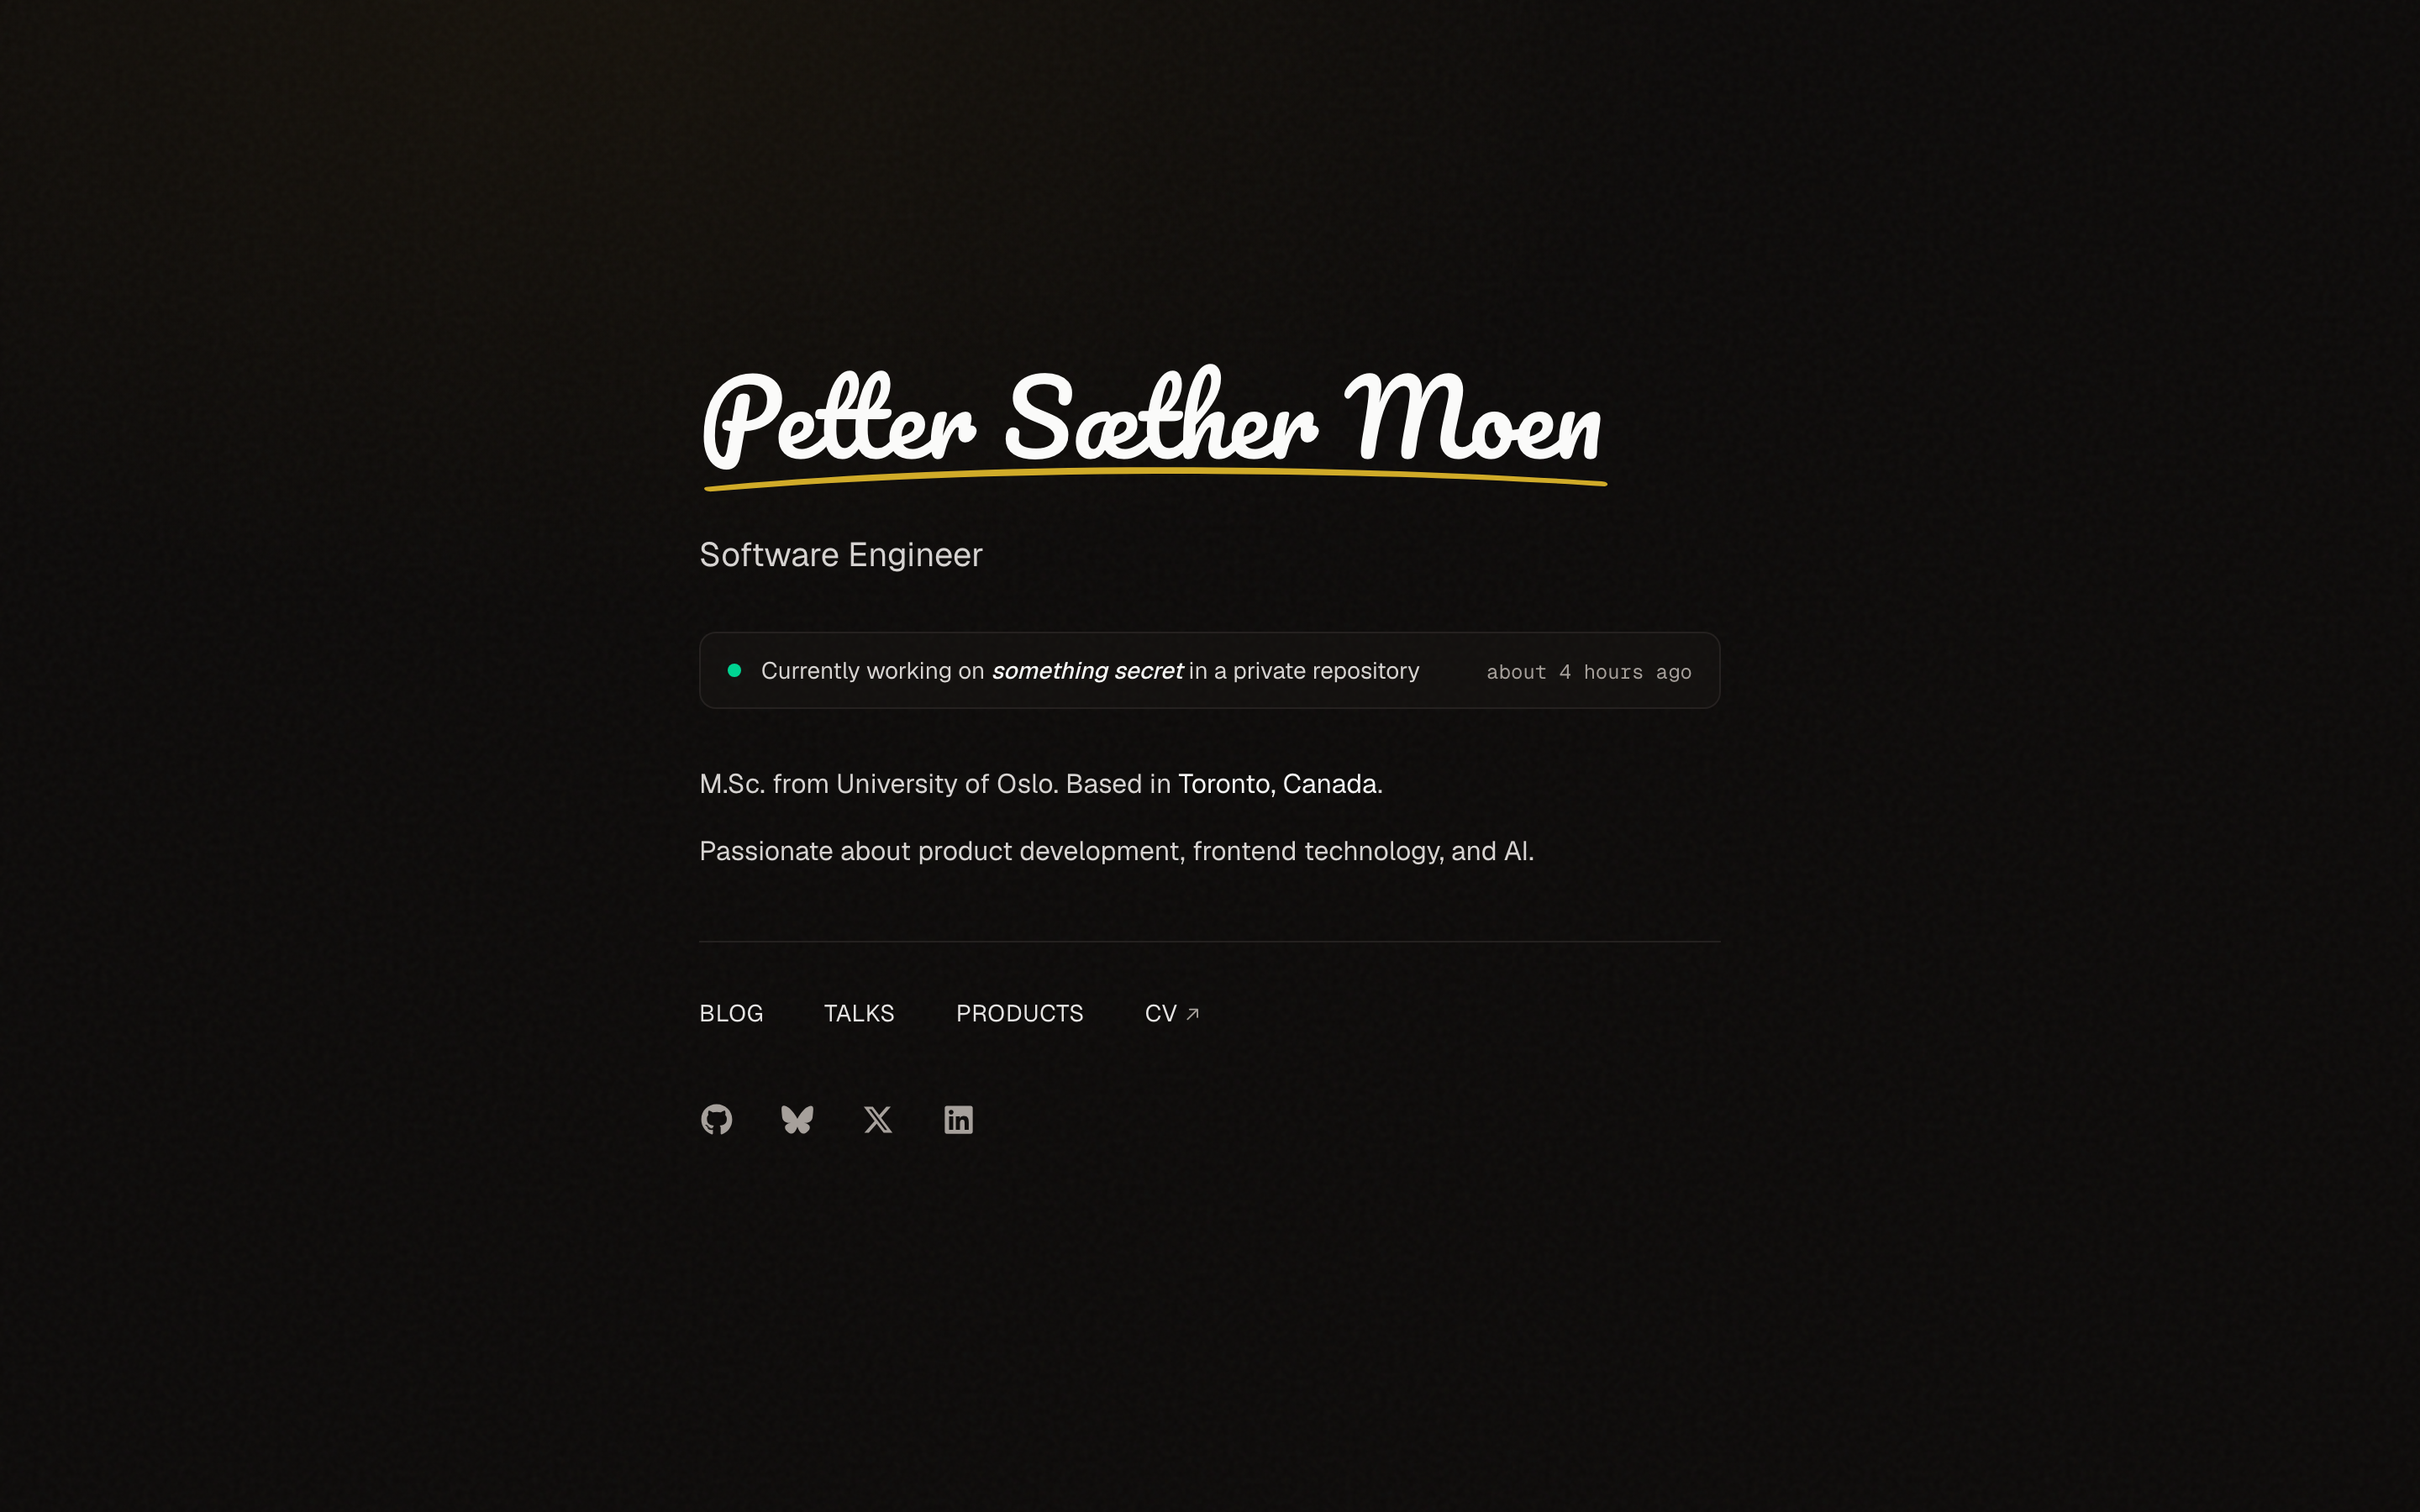 Petter Sæther Moen
Software Engineer
Currently working on something secret in a private repository about 4 hours ago
M.Sc. from University of Oslo. Based in Toronto, Canada.
Passionate about product development, frontend technology, and AI.
BLOG TALKS PRODUCTS CV ↗